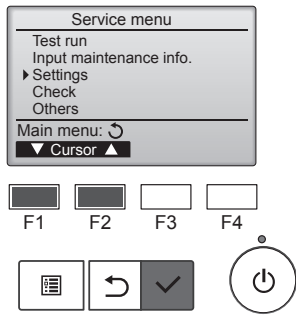 Service menu
Test run
Input maintenance info.
Settings
Check
Others
Main menu:
Cursor
F1 F2 F3 F4